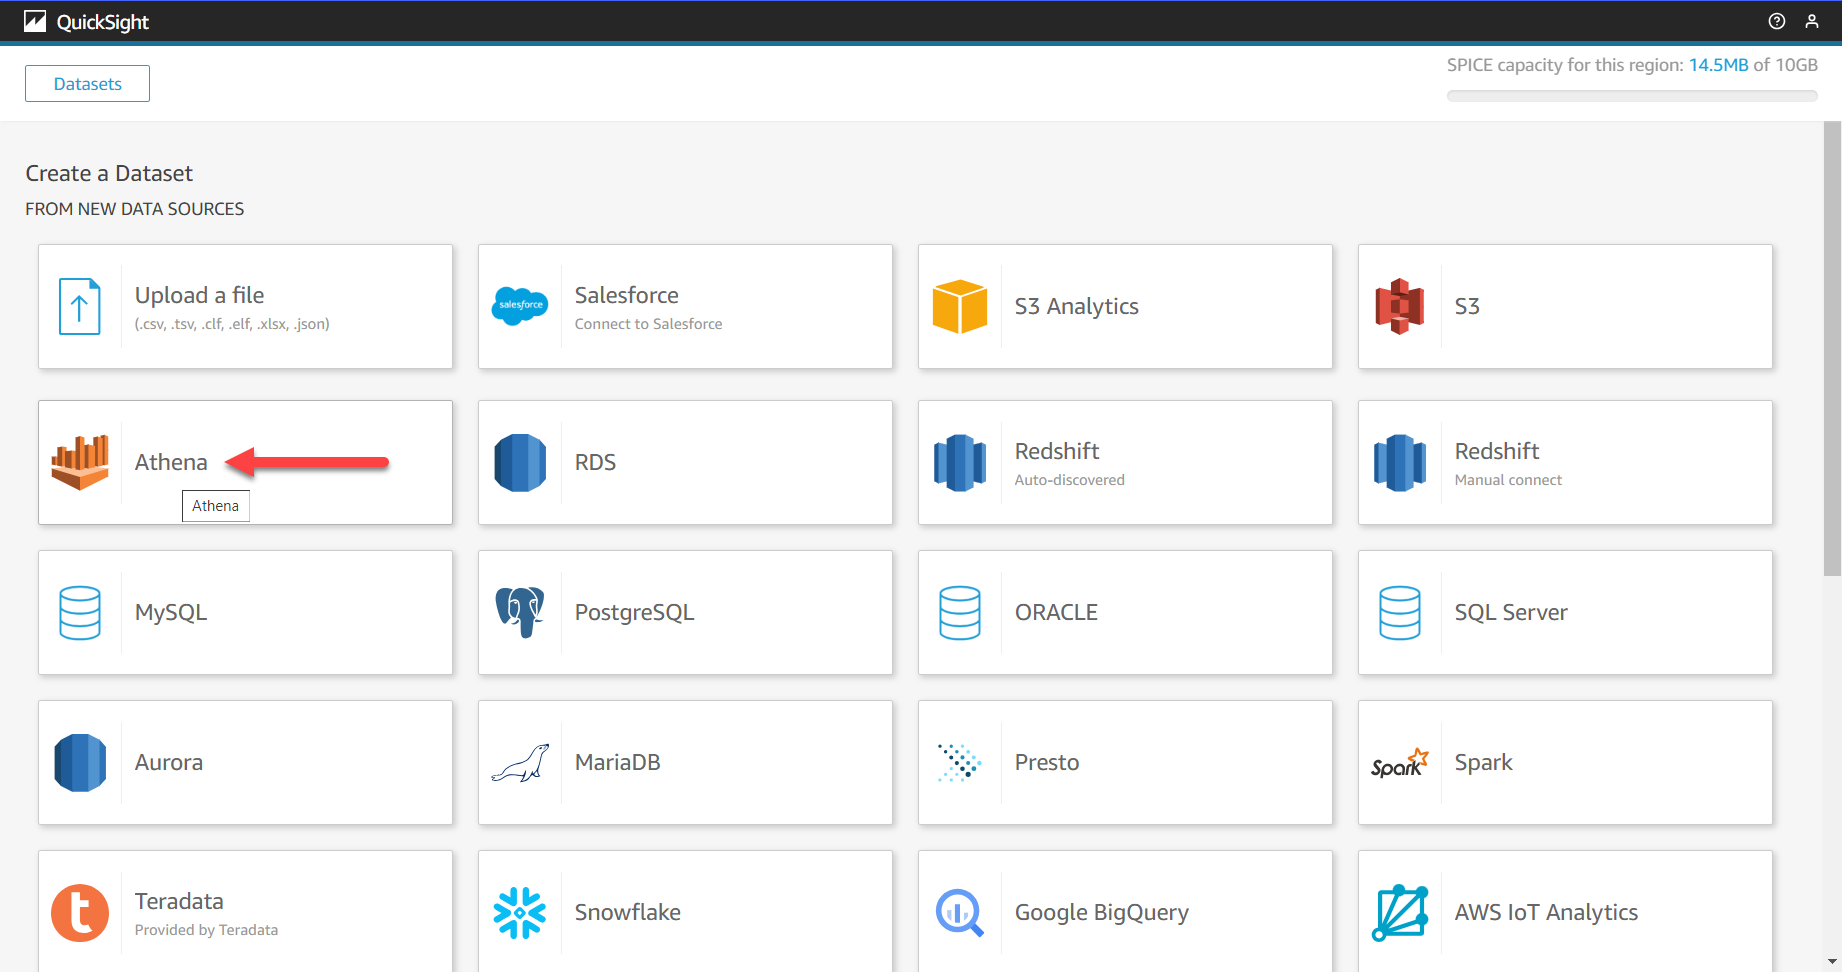 QuickSight
Datasets
SPICE capacity for this region: 14.5MB of 10GB
Create a Dataset
FROM NEW DATA SOURCES
Upload a file
(.csv, .tsv, .clf, .elf, .xlsx, .json)
salesforce
Salesforce
Connect to Salesforce
S3 Analytics
S3
Athena
Athena
RDS
Redshift
Auto-discovered
Redshift
Manual connect
MySQL
PostgreSQL
ORACLE
SQL Server
Aurora
MariaDB
Presto
Spark
Spark
t
Teradata
Provided by Teradata
Snowflake
Google BigQuery
AWS IoT Analytics